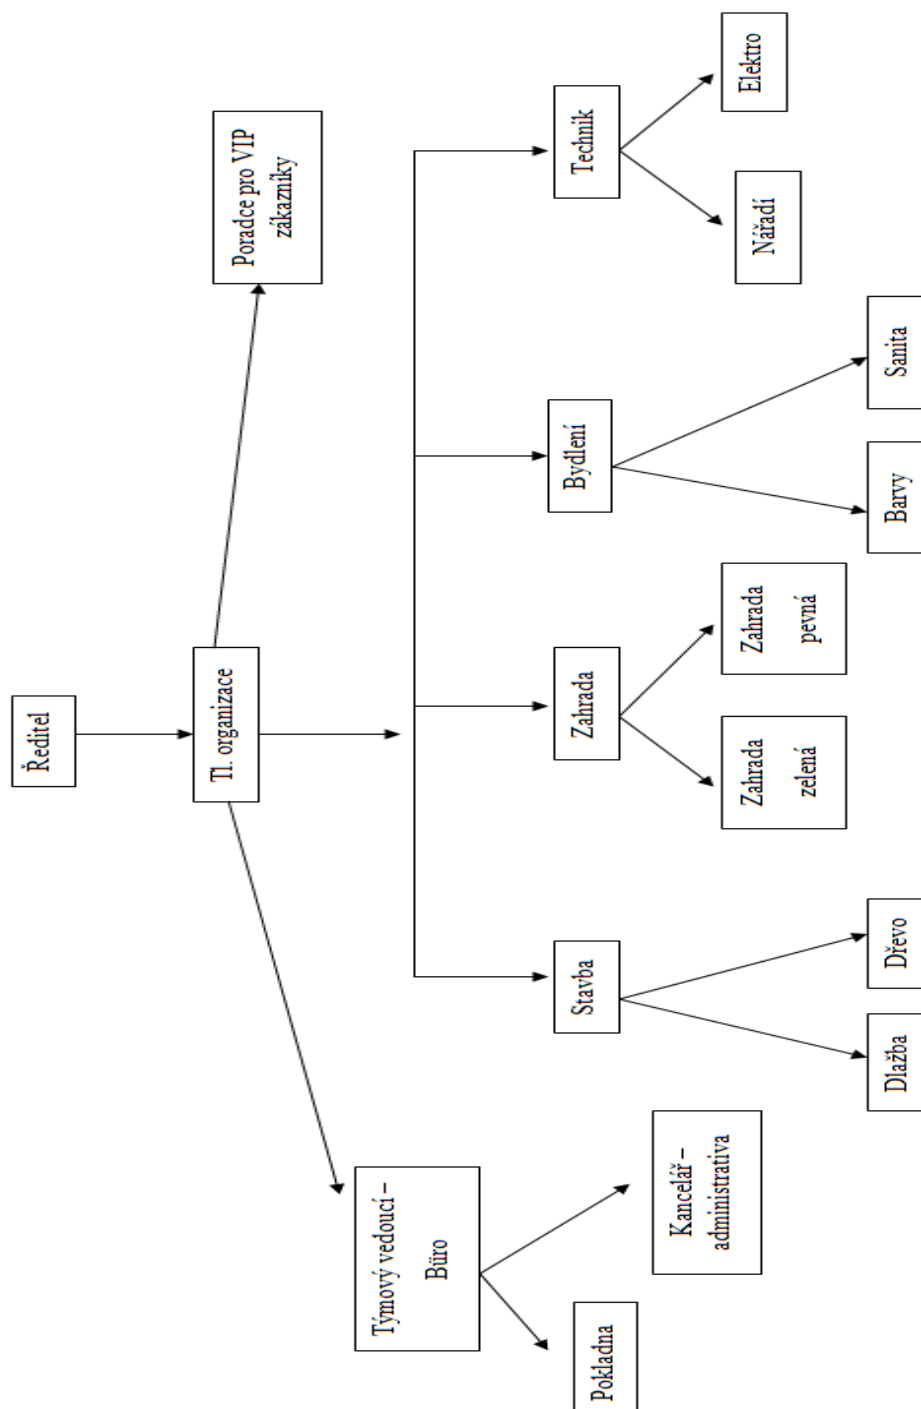 Ředitel
Tl. organizace
Poradce pro VIP
zákazníky
Týmový vedoucí –
Büro
Pokladna
Kancelář –
administrativa
Stavba
Zahrada
Bydlení
Technik
Dlažba
Dřevo
Zahrada
zelená
Zahrada
pevná
Barvy
Sanita
Nářadí
Elektro